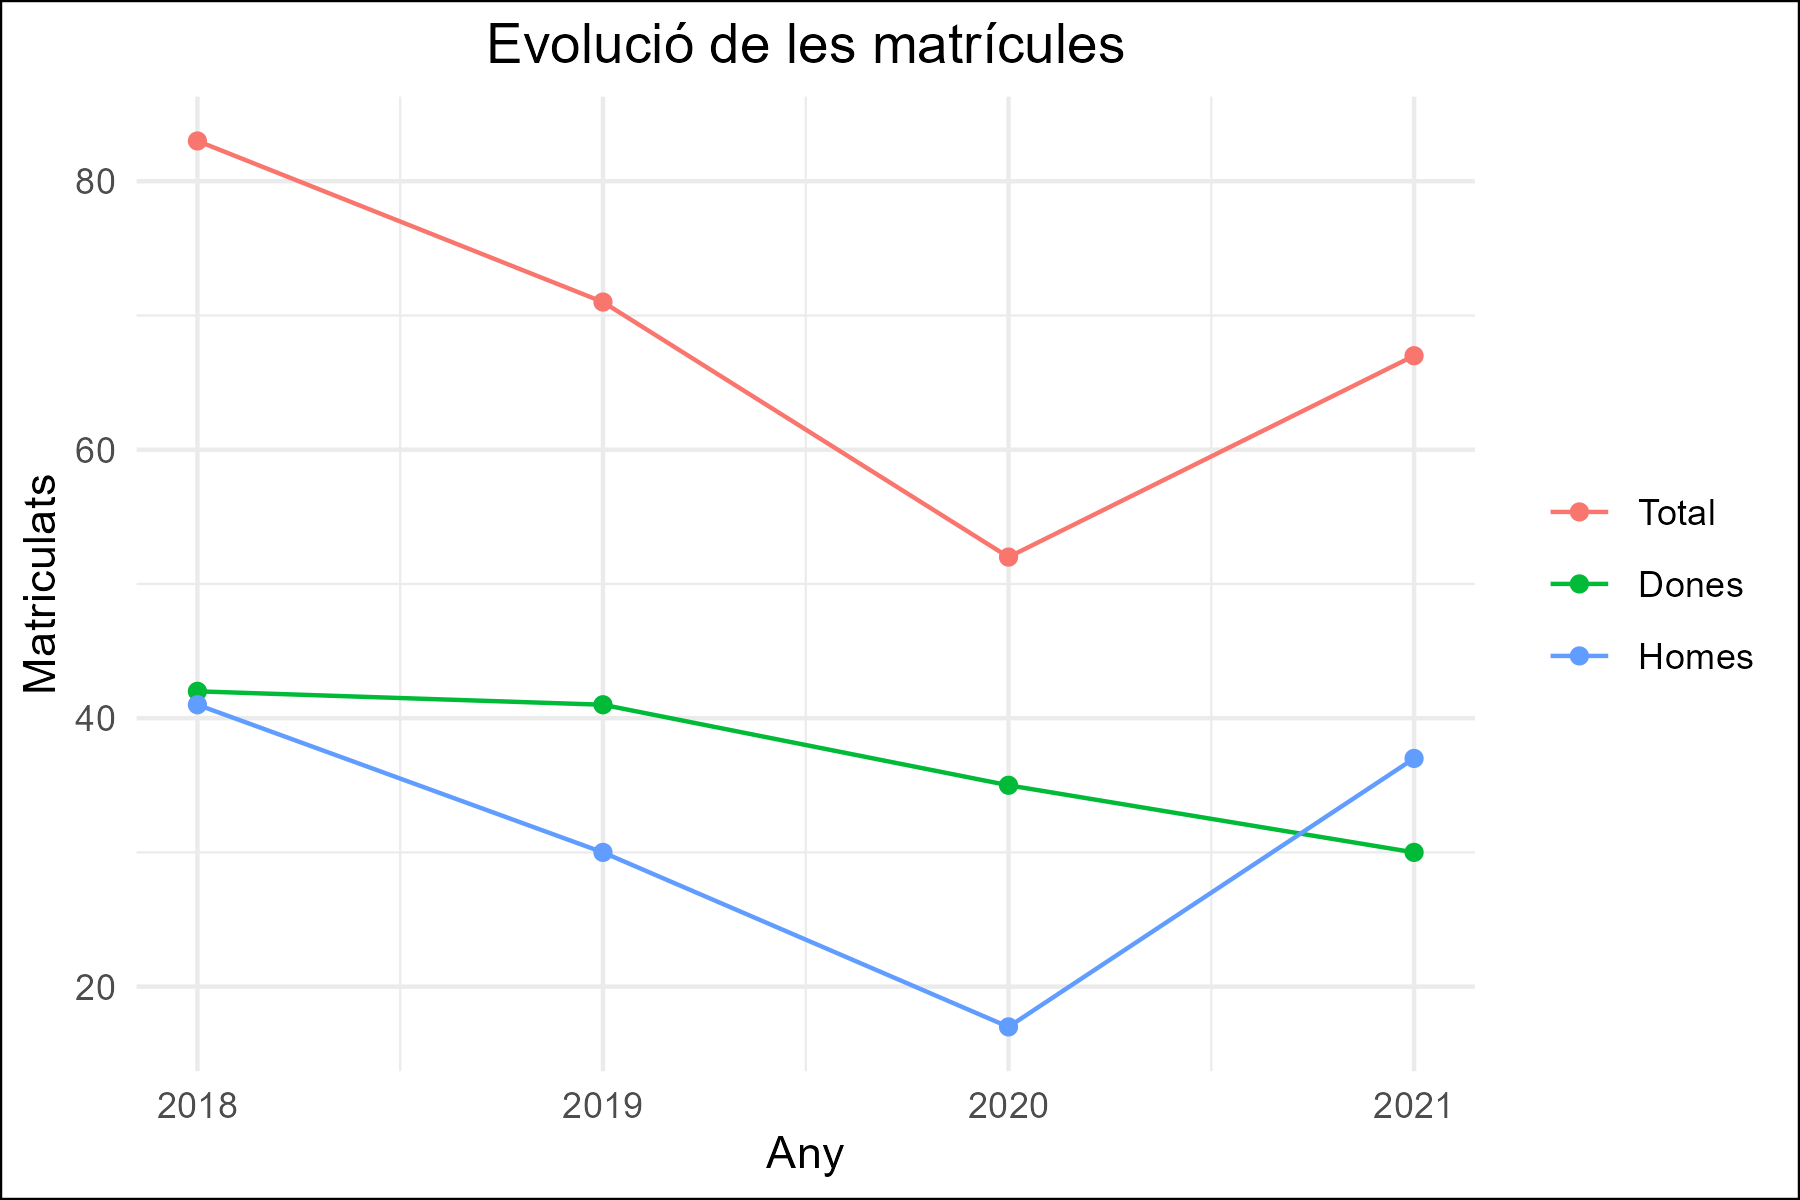 Evolució de les matrícules
80
60
40
20
Matriculats
2018 2019 2020 2021
Any
Total
Dones
Homes